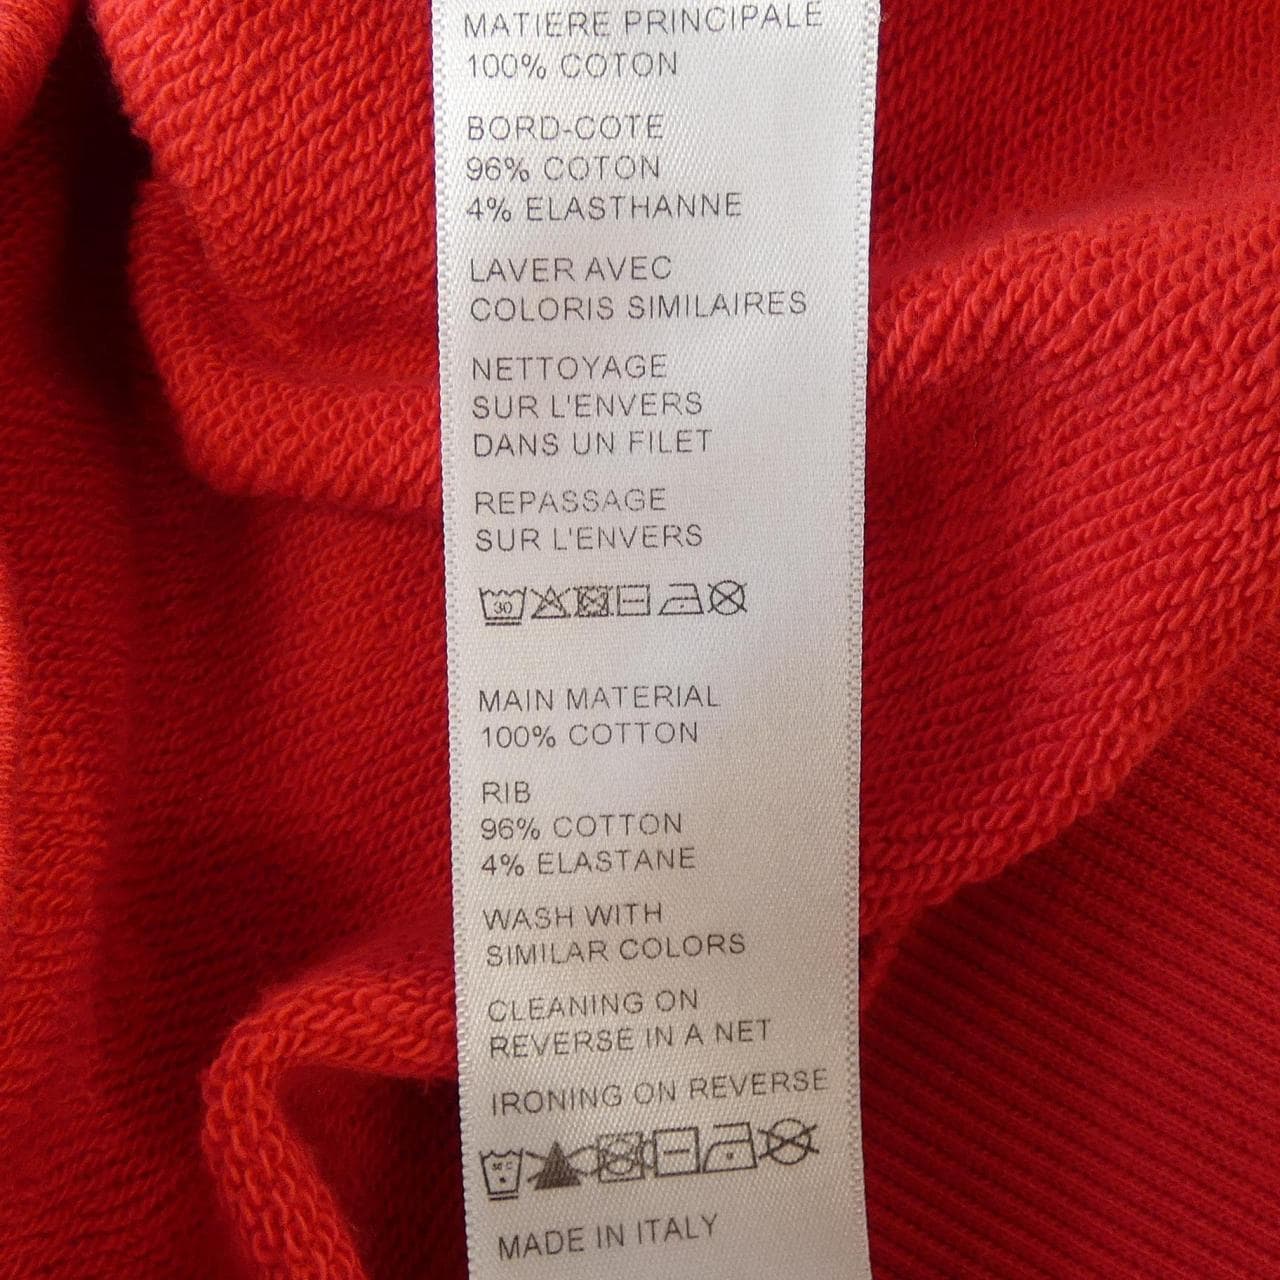 MATIERE PRINCIPALE
100% COTON
BORD-COTE
96% COTON
4% ELASTHANNE
LAVER AVEC
COLORIS SIMILAIRES
NETTOYAGE
SUR L'ENVERS
DANS UN FILET
REPASSAGE
SUR L'ENVERS
30
MAIN MATERIAL
100% COTTON
RIB
96% COTTON
4% ELASTANE
WASH WITH
SIMILAR COLORS
CLEANING ON
REVERSE IN A NET
IRONING ON REVERSE
MADE IN ITALY